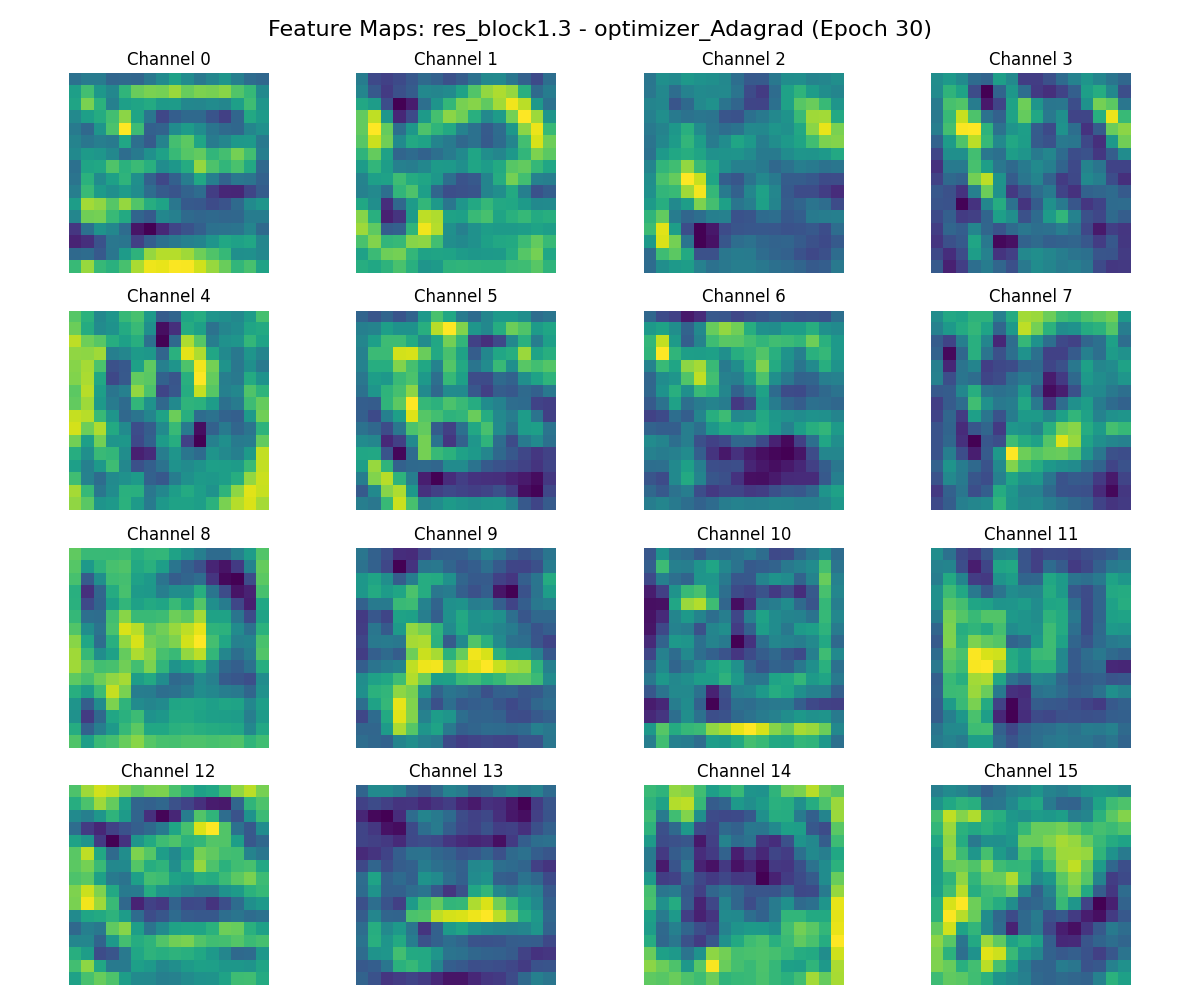 Feature Maps: res_block1.3 - optimizer_Adagrad (Epoch 30)
Channel 0
Channel 1
Channel 2
Channel 3
Channel 4
Channel 5
Channel 6
Channel 7
Channel 8
Channel 9
Channel 10
Channel 11
Channel 12
Channel 13
Channel 14
Channel 15